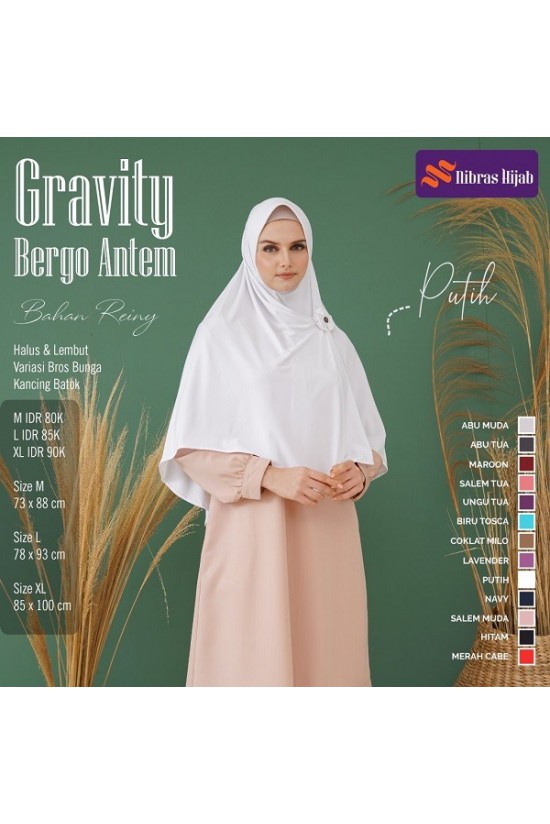 Gravity
Bergo Antem
Bahan Reiny
Halus & Lembut
Variasi Bros Bunga
Kancing Batok
M IDR 80K
L IDR 85K
XL IDR 90K
Size M
73 x 88 cm
Size L
78 x 93 cm
Size XL
85 x 100 cm
Nibras Hijab
Putih
ABU MUDA
ABU TUA
MAROON
SALEM TUA
UNGU TUA
BIRU TOSCA
COKLAT MILO
LAVENDER
PUTIH
NAVY
SALEM MUDA
HITAM
MERAH CABE